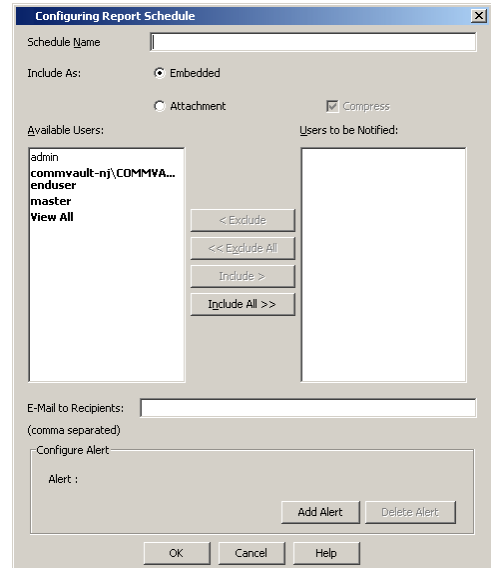 Configuring Report Schedule
Schedule Name
Include As:
Embedded
Attachment
Compress
Available Users:
Users to be Notified:
admin
commvault-nj\COMMVA...
enduser
master
View All
< Exclude
<< Exclude All
Include >
Include All >>
E-Mail to Recipients:
(comma separated)
Configure Alert
Alert :
Add Alert
Delete Alert
OK
Cancel
Help